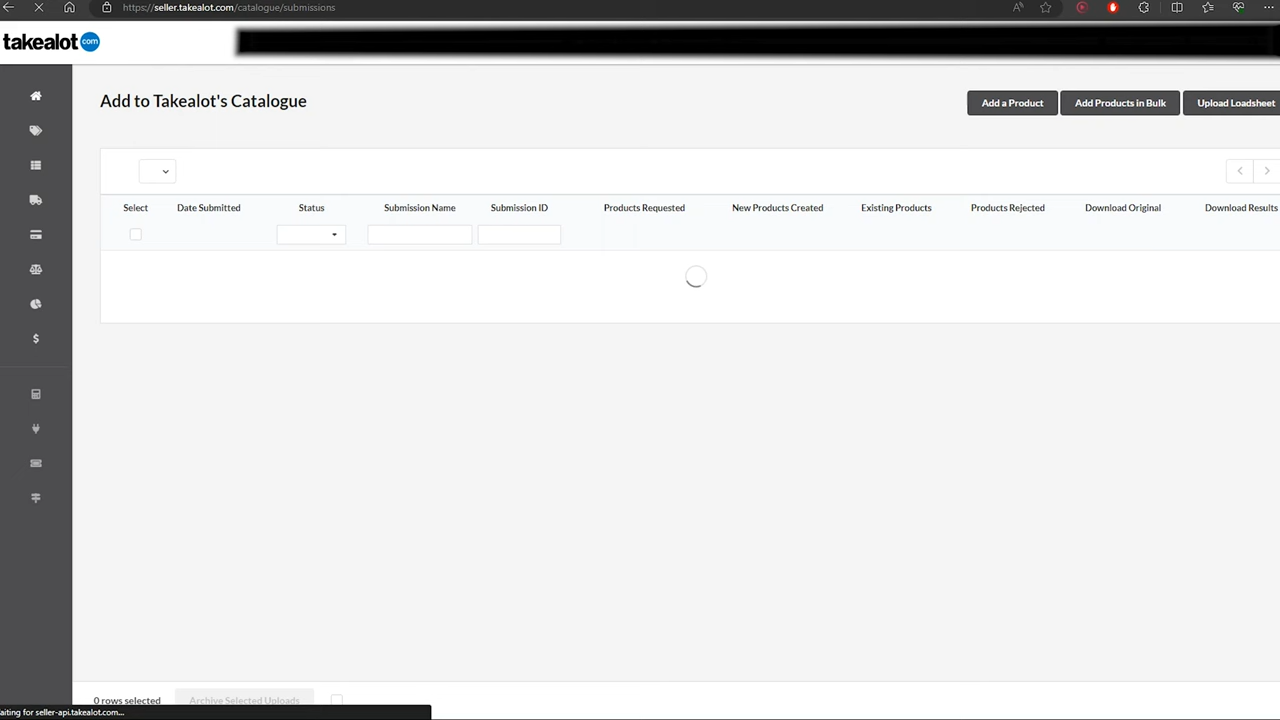 https://seller.takealot.com/catalogue/submissions
takealot com
Add to Takealot's Catalogue
Add a Product
Add Products in Bulk
Upload Loadsheet
Select
Date Submitted
Status
Submission Name
Submission ID
Products Requested
New Products Created
Existing Products
Products Rejected
Download Original
Download Results
0 rows selected
Archive Selected Uploads
aiting for seller-api.takealot.com...